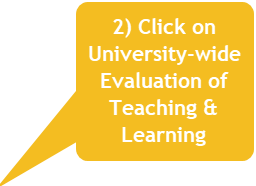 2) Click on
University-wide
Evaluation of
Teaching &
Learning